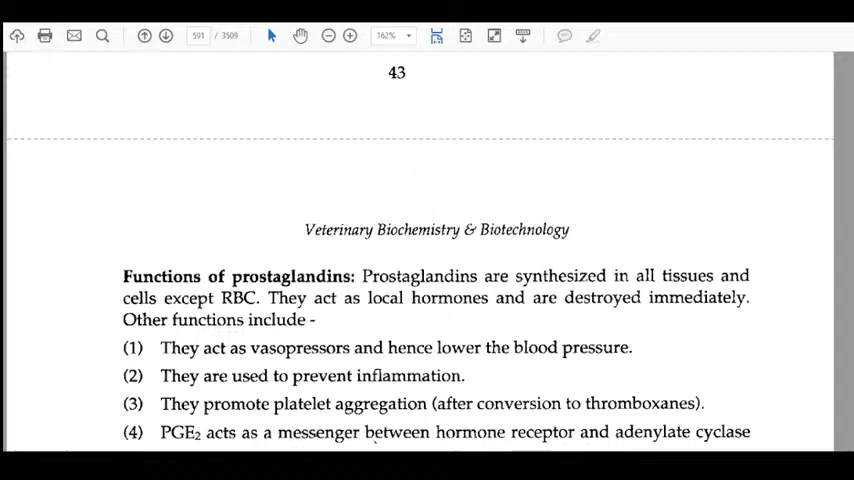 591 / 3509
162%
43
Veterinary Biochemistry & Biotechnology
Functions of prostaglandins: Prostaglandins are synthesized in all tissues and
cells except RBC. They act as local hormones and are destroyed immediately.
Other functions include -
(1) They act as vasopressors and hence lower the blood pressure.
(2) They are used to prevent inflammation.
(3) They promote platelet aggregation (after conversion to thromboxanes).
(4) PGE₂ acts as a messenger between hormone receptor and adenylate cyclase